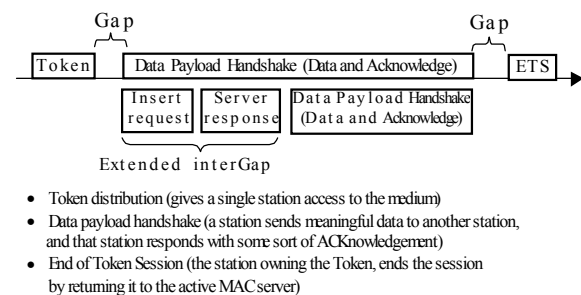 Gap
Gap
Token
Data Payload Handshake (Data and Acknowledge)
ETS
Insert
request
Server
response
Data Payload Handshake
(Data and Acknowledge)
Extended interGap
• Token distribution (gives a single station access to the medium)
• Data payload handshake (a station sends meaningful data to another station,
and that station responds with some sort of ACKnowledgement)
• End of Token Session (the station owning the Token, ends the session
by returning it to the active MAC server)